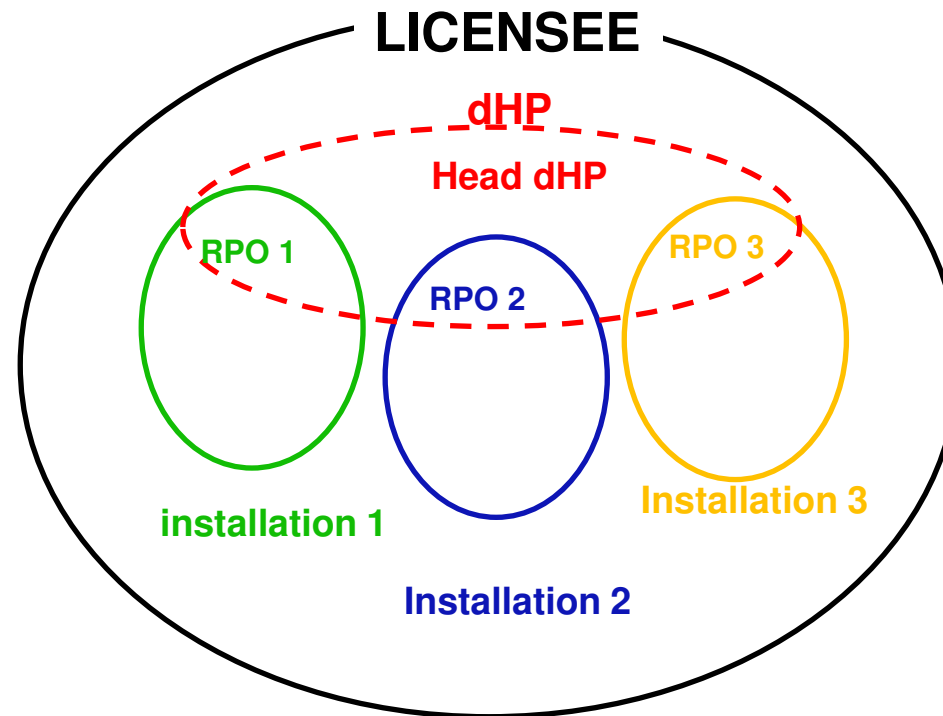 LICENSEE
dHP
Head dHP
RPO 1
RPO 2
RPO 3
installation 1
Installation 2
Installation 3